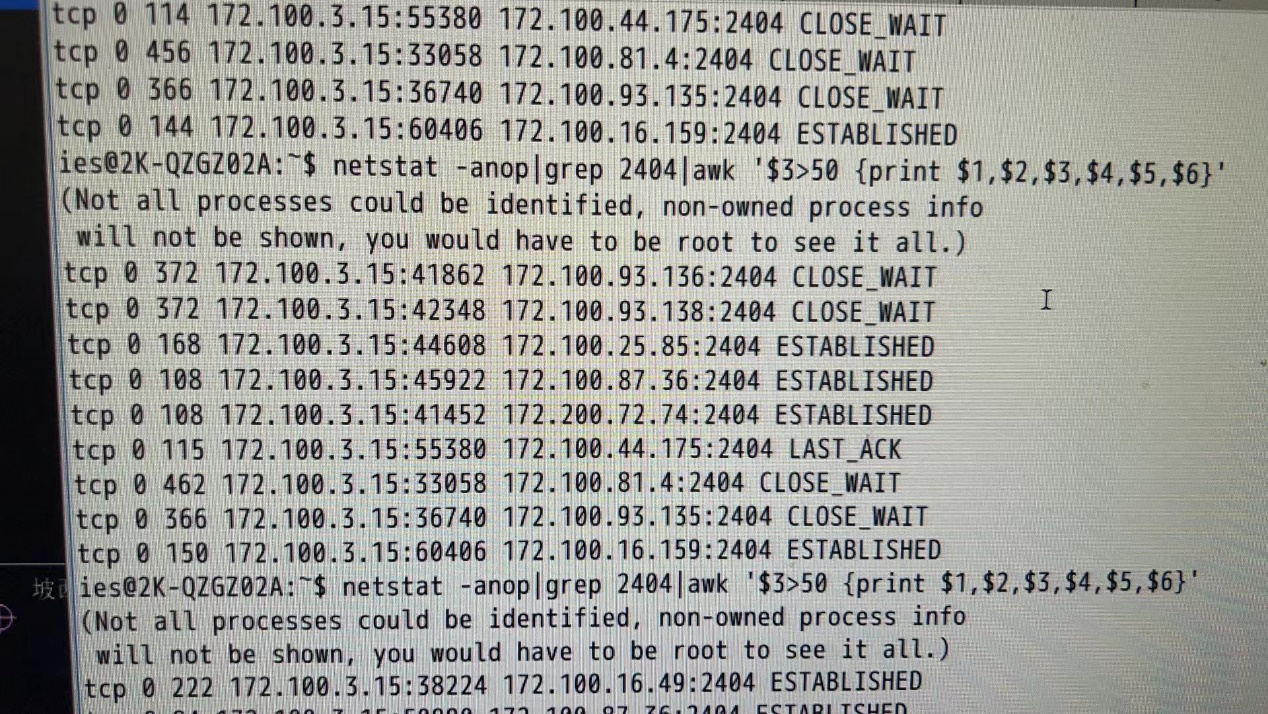 tcp 0 114 172.100.3.15:55380 172.100.44.175:2404 CLOSE_WAIT
tcp 0 456 172.100.3.15:33058 172.100.81.4:2404 CLOSE_WAIT
tcp 0 366 172.100.3.15:36740 172.100.93.135:2404 CLOSE_WAIT
tcp 0 144 172.100.3.15:60406 172.100.16.159:2404 ESTABLISHED
ies@2K-QZGZ02A:~$ netstat -anop|grep 2404|awk '$3>50 {print $1,$2,$3,$4,$5,$6}'
(Not all processes could be identified, non-owned process info
will not be shown, you would have to be root to see it all.)
tcp 0 372 172.100.3.15:41862 172.100.93.136:2404 CLOSE_WAIT
tcp 0 372 172.100.3.15:42348 172.100.93.138:2404 CLOSE_WAIT
tcp 0 168 172.100.3.15:44608 172.100.25.85:2404 ESTABLISHED
tcp 0 108 172.100.3.15:45922 172.100.87.36:2404 ESTABLISHED
tcp 0 108 172.100.3.15:41452 172.200.72.74:2404 ESTABLISHED
tcp 0 115 172.100.3.15:55380 172.100.44.175:2404 LAST_ACK
tcp 0 462 172.100.3.15:33058 172.100.81.4:2404 CLOSE_WAIT
tcp 0 366 172.100.3.15:36740 172.100.93.135:2404 CLOSE_WAIT
tcp 0 150 172.100.3.15:60406 172.100.16.159:2404 ESTABLISHED
坡
ies@2K-QZGZ02A:~$ netstat -anop|grep 2404|awk '$3>50 {print $1,$2,$3,$4,$5,$6}'
(Not all processes could be identified, non-owned process info
will not be shown, you would have to be root to see it all.)
tcp 0 222 172.100.3.15:38224 172.100.16.49:2404 ESTABLISHED